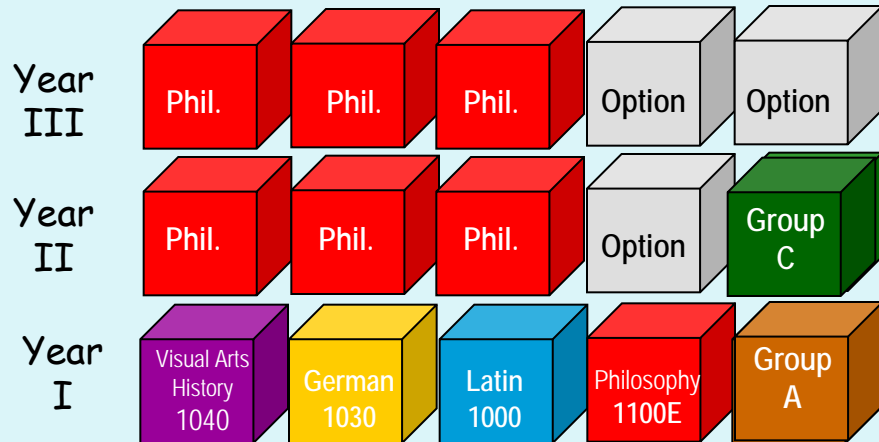 Year
III
Phil.
Phil.
Phil.
Option
Option
Year
II
Phil.
Phil.
Phil.
Option
Group
C
Year
I
Visual Arts
History
1040
German
1030
Latin
1000
Philosophy
1100E
Group
A